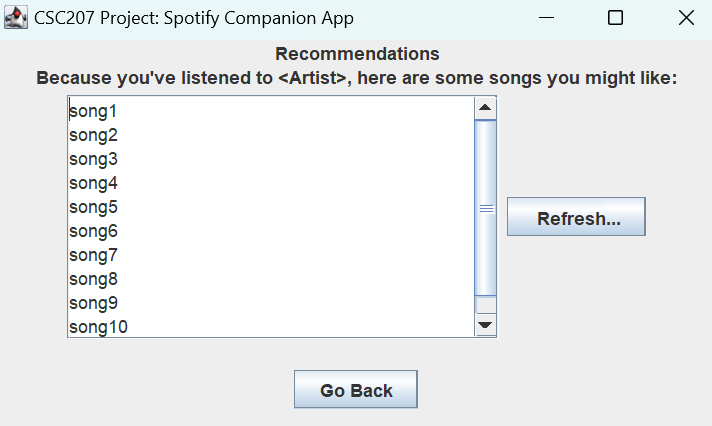 CSC207 Project: Spotify Companion App
Recommendations
Because you've listened to <Artist>, here are some songs you might like:
song1
song2
song3
song4
song5
song6
song7
song8
song9
song10
Refresh...
Go Back